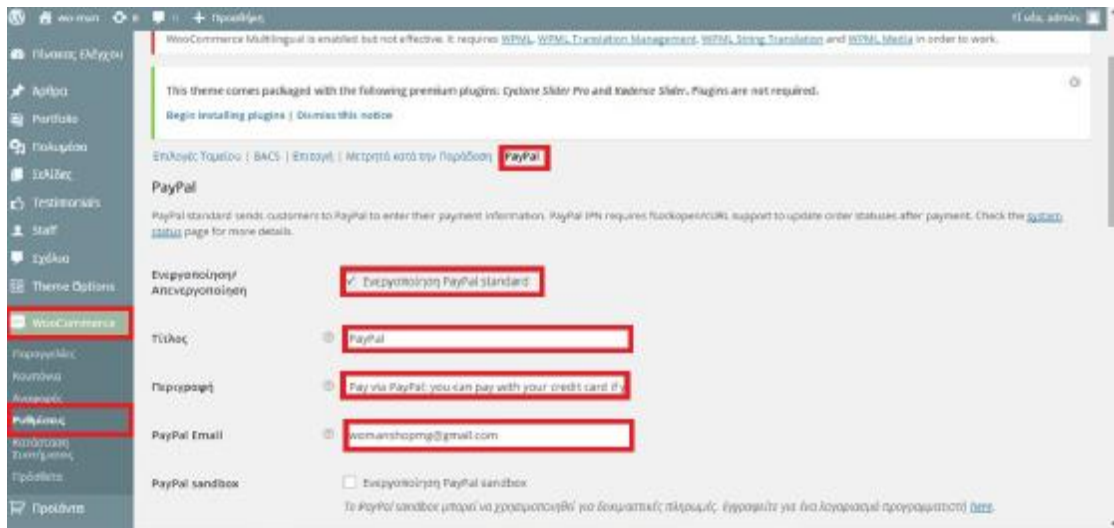 wo-man 0 + Προσθήκη
Γεια, admin
WooCommerce Multilingual is enabled but not effective. It requires WPML, WPML Translation Management, WPML String Translation and WPML Media in order to work.
Πίνακας Ελέγχου
This theme comes packaged with the following premium plugins: Cyclone Slider Pro and Kadence Slider. Plugins are not required.
Begin installing plugins | Dismiss this notice
Άρθρα
Portfolio
Πολυμέσα
Σελίδες
Testimonials
Staff
Σχόλια
Theme Options
WooCommerce
Παραγγελίες
Κουπόνια
Αναφορές
Ρυθμίσεις
Κατάσταση
Συστήματος
Πρόσθετα
Προϊόντα
Επιλογές Ταμείου | BACS | Επιταγή | Μετρητά κατά την Παράδοση | PayPal
PayPal
PayPal standard sends customers to PayPal to enter their payment information. PayPal IPN requires fsockopen/cURL support to update order statuses after payment. Check the system
status page for more details.
Ενεργοποίηση/
Απενεργοποίηση
Ενεργοποίηση PayPal standard
Τίτλος
PayPal
Περιγραφή
Pay via PayPal; you can pay with your credit card if y
PayPal Email
womanshopmg@gmail.com
PayPal sandbox
Ενεργοποίηση PayPal sandbox
Το PayPal sandbox μπορεί να χρησιμοποιηθεί για δοκιμαστικές πληρωμές. Εγγραφείτε για ένα λογαριασμό προγραμματιστή here.